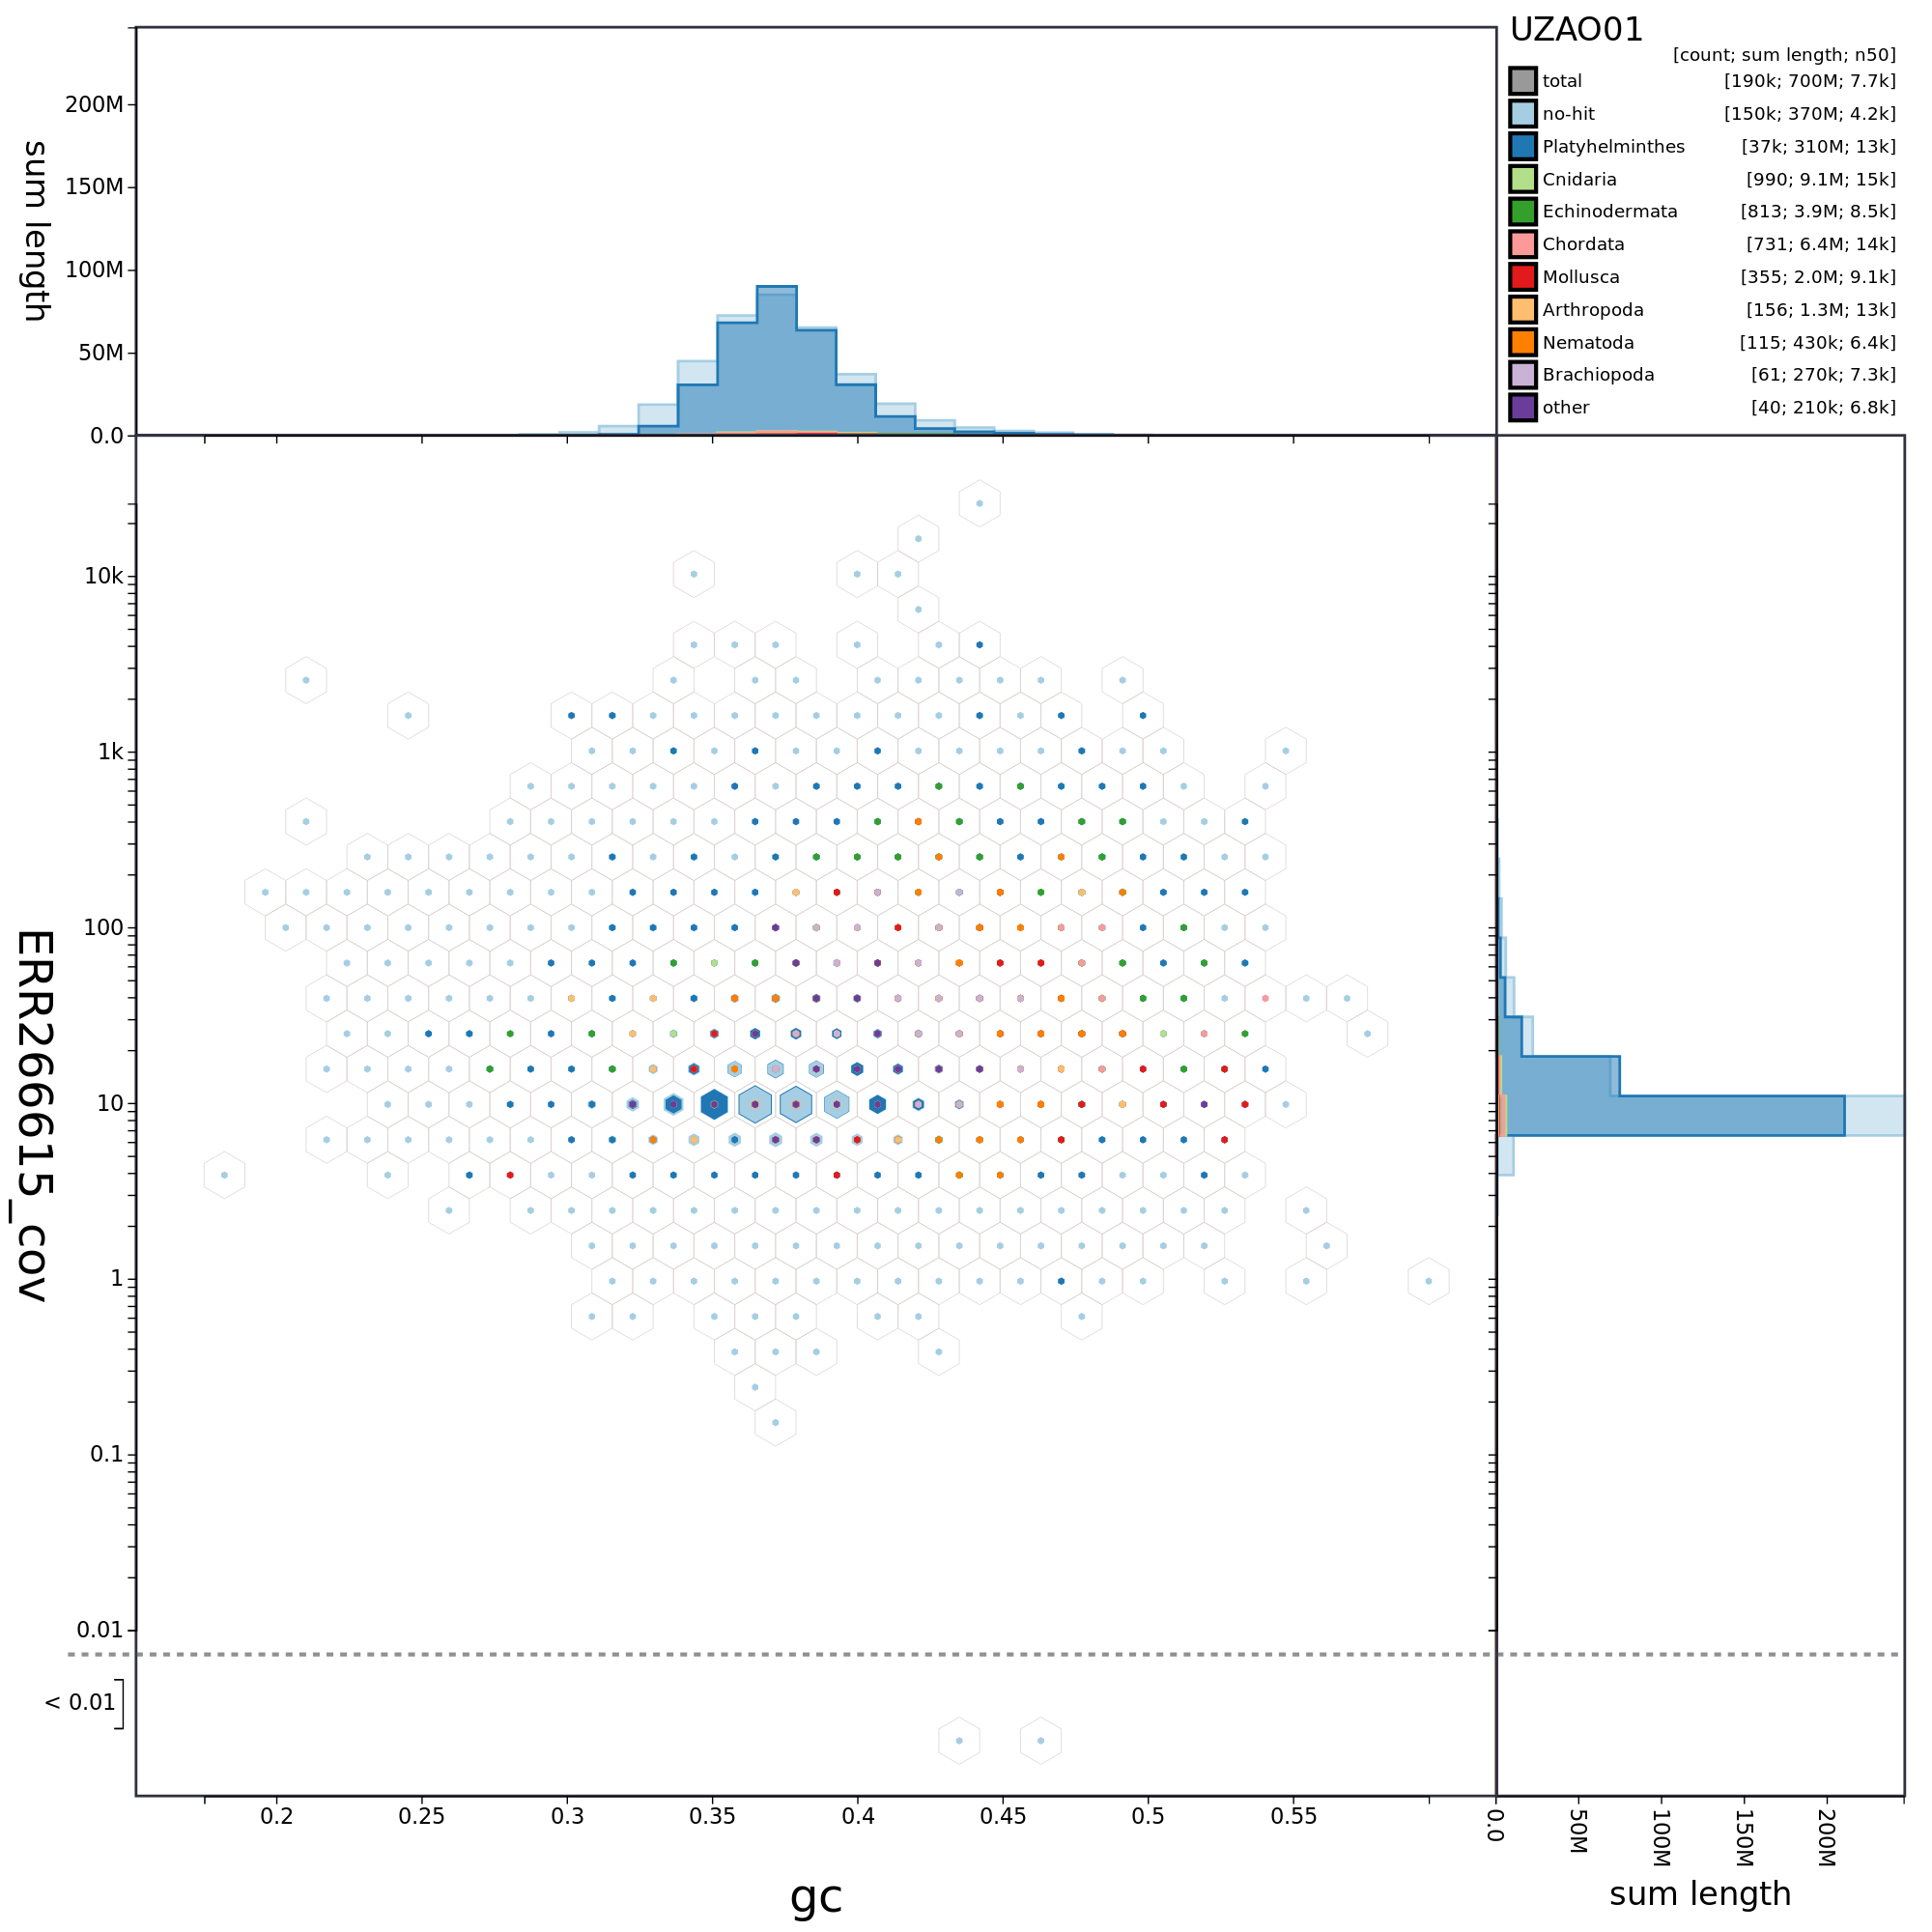 UZAO01
[count; sum length; n50]
total [190k; 700M; 7.7k]
no-hit [150k; 370M; 4.2k]
Platyhelminthes [37k; 310M; 13k]
Cnidaria [990; 9.1M; 15k]
Echinodermata [813; 3.9M; 8.5k]
Chordata [731; 6.4M; 14k]
Mollusca [355; 2.0M; 9.1k]
Arthropoda [156; 1.3M; 13k]
Nematoda [115; 430k; 6.4k]
Brachiopoda [61; 270k; 7.3k]
other [40; 210k; 6.8k]
sum length
200M
150M
100M
50M
0.0
ERR266615_cov
10k
1k
100
10
1
0.1
0.01
< 0.01
0.2 0.25 0.3 0.35 0.4 0.45 0.5 0.55
gc
0.0 50M 100M 150M 200M
sum length